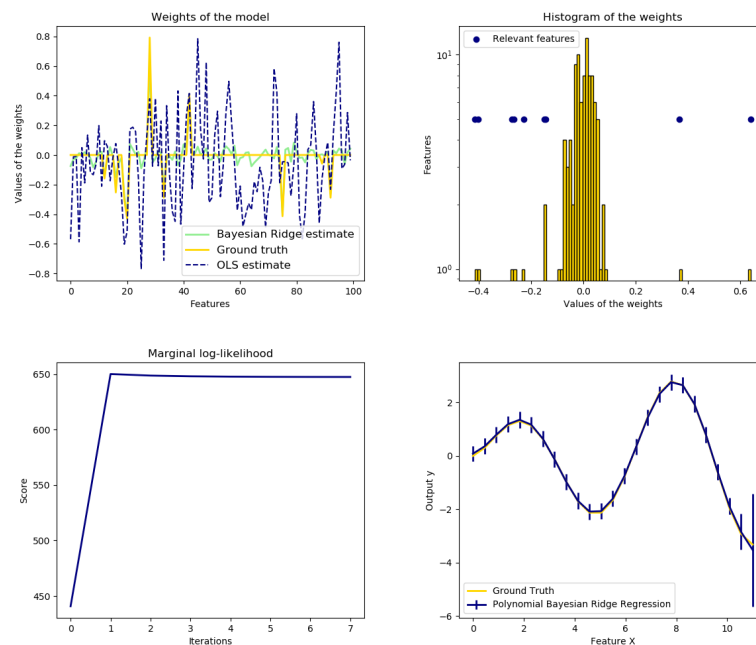 Weights of the model
0.8
0.6
0.4
0.2
0.0
−0.2
−0.4
−0.6
−0.8
Values of the weights
Bayesian Ridge estimate
Ground truth
OLS estimate
0 20 40 60 80 100
Features
Histogram of the weights
Relevant features
10¹
10⁰
Features
−0.4 −0.2 0.0 0.2 0.4 0.6
Values of the weights
Marginal log-likelihood
650
600
550
500
450
Score
0 1 2 3 4 5 6 7
Iterations
2
0
−2
−4
−6
Output y
Ground Truth
Polynomial Bayesian Ridge Regression
0 2 4 6 8 10
Feature X